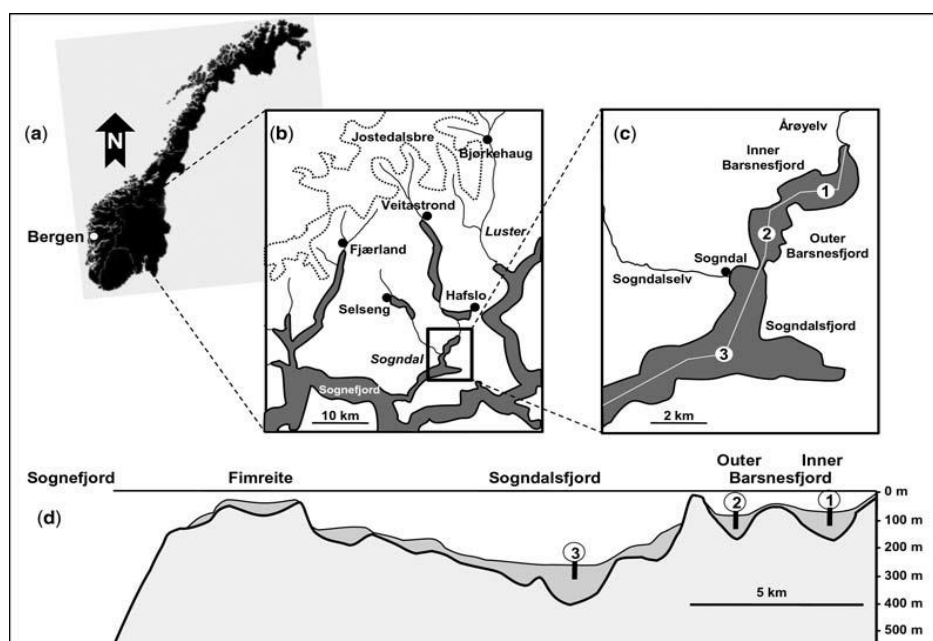 (a)
N
Bergen
(b)
Jostedalsbre
Bjørkehaug
Veitastrond
Luster
Fjærland
Hafslo
Selseng
Sogndal
Sognefjord
10 km
(c)
Årøyelv
Inner
Barsnesfjord
1
2
Outer
Barsnesfjord
Sogndal
Sogndalselv
Sogndalsfjord
3
2 km
Sognefjord
Fimreite
Sogndalsfjord
Outer Inner
Barsnesfjord
(d)
0 m
2
1
100 m
200 m
3
300 m
5 km
400 m
500 m